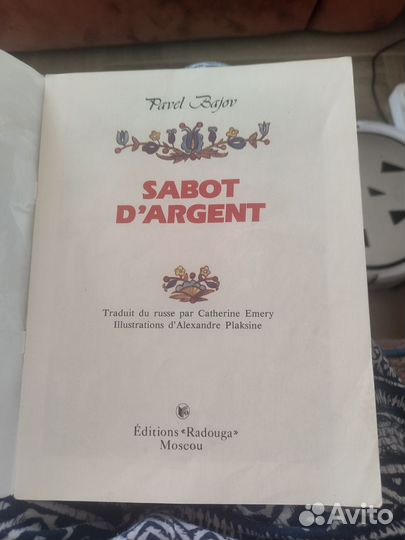 Pavel Bajov
SABOT
D'ARGENT
Traduit du russe par Catherine Emery
Illustrations d'Alexandre Plaksine
Éditions «Radouga»
Moscou
Avito